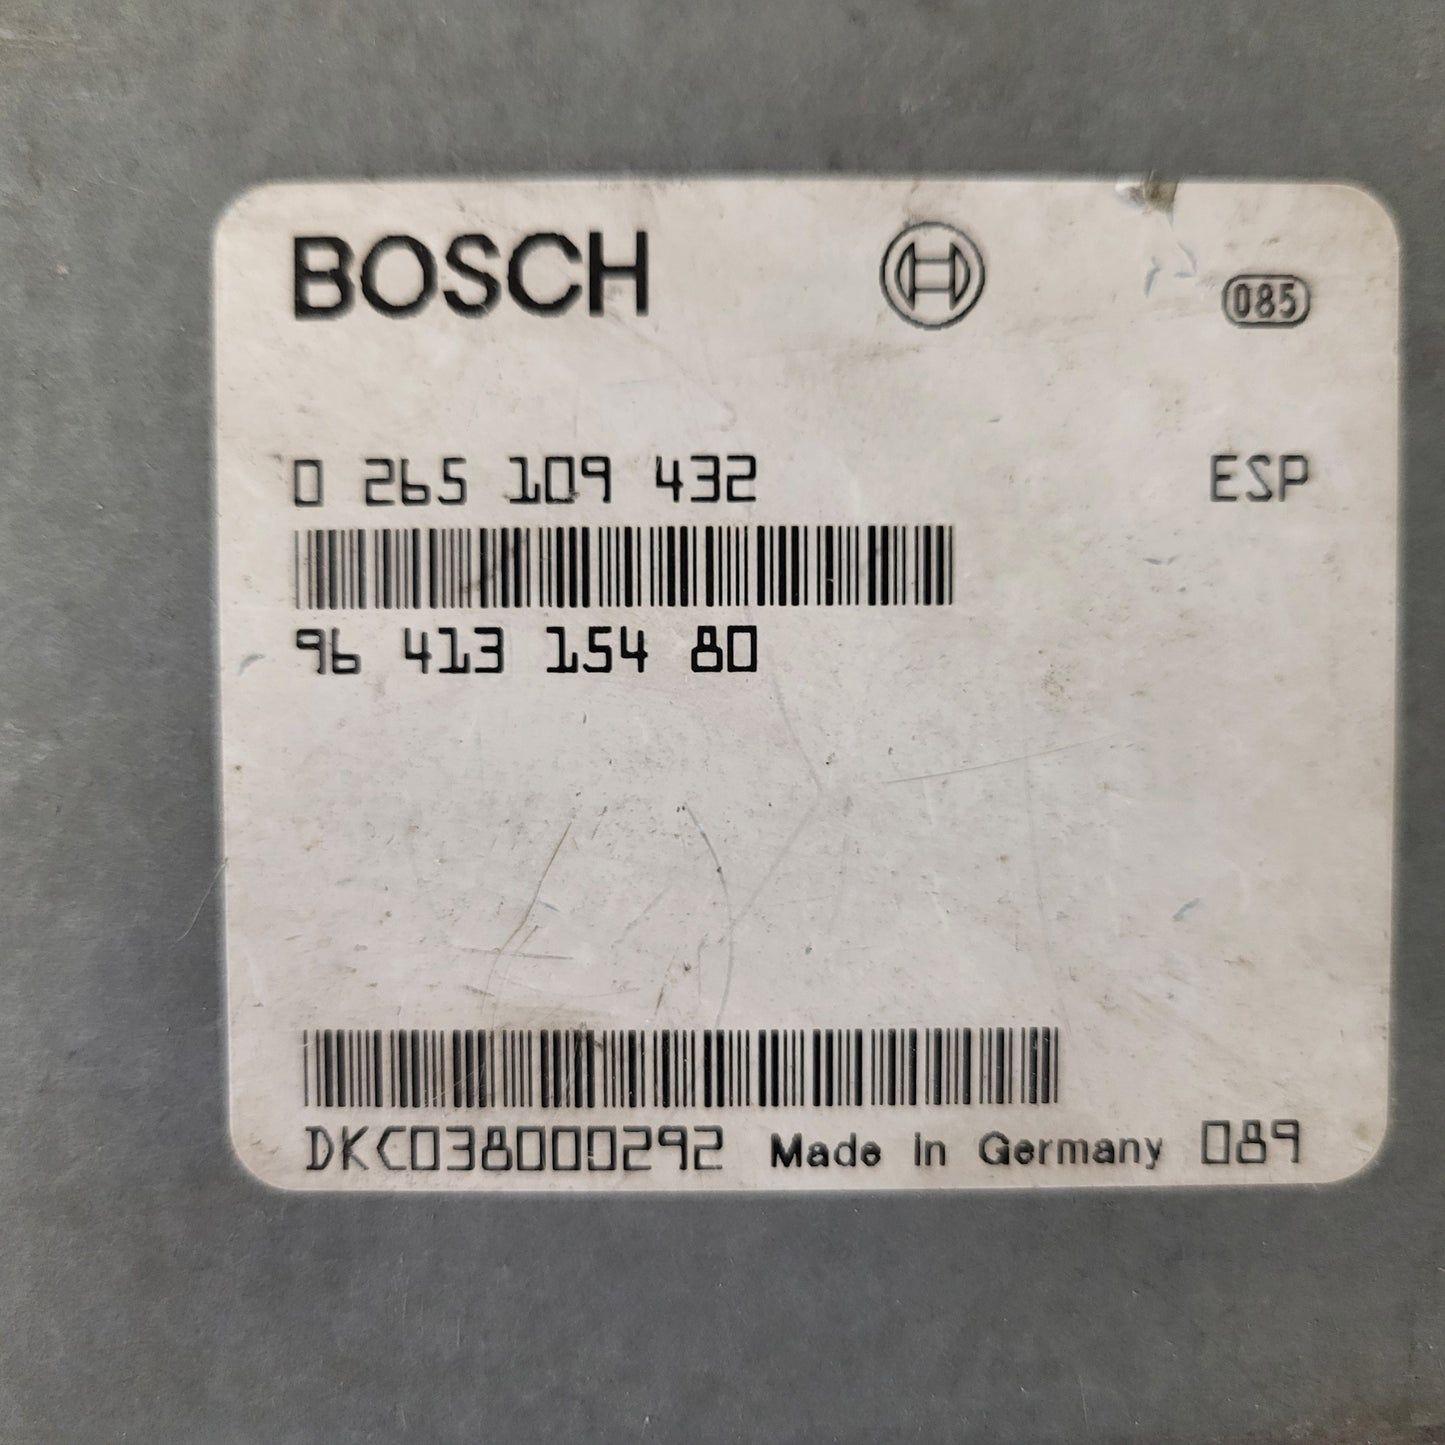 BOSCH 085
0 265 109 432 ESP
96 413 154 80
DKC038000292 Made in Germany 089